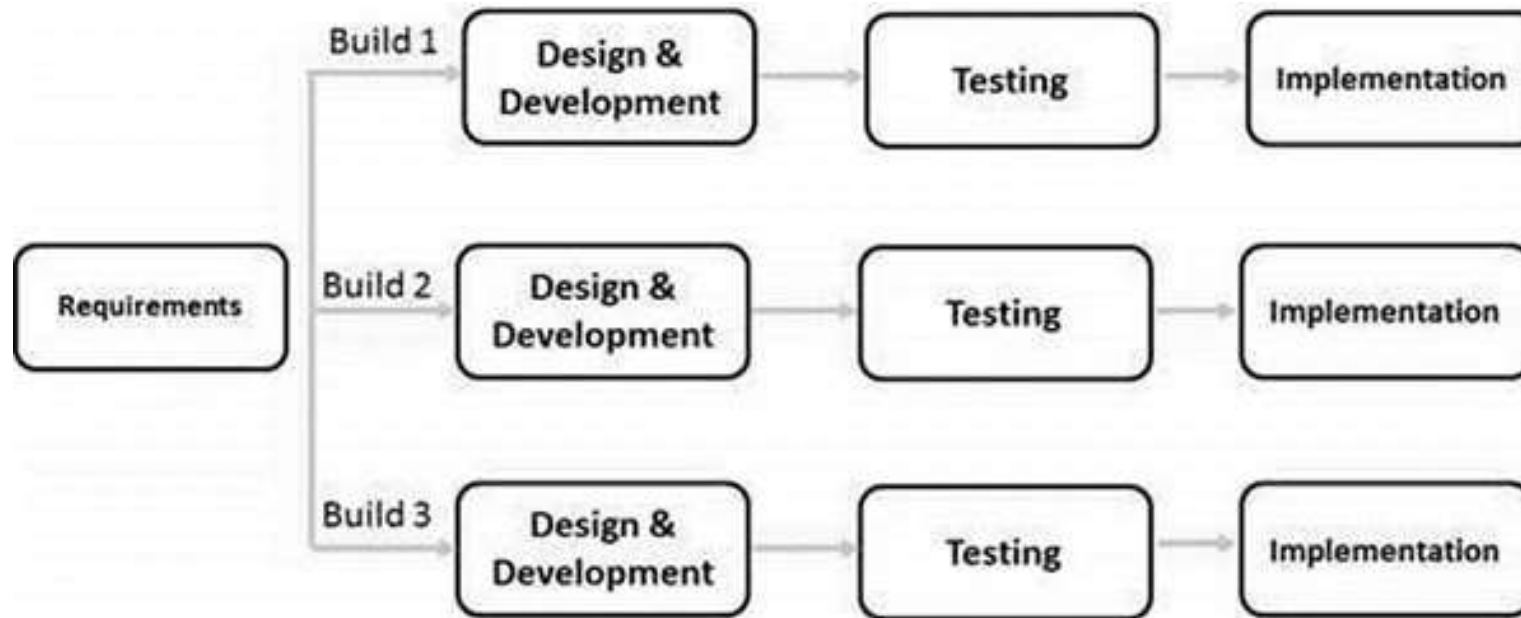 Build 1
Design &
Development
Testing
Implementation
Requirements
Build 2
Design &
Development
Testing
Implementation
Build 3
Design &
Development
Testing
Implementation